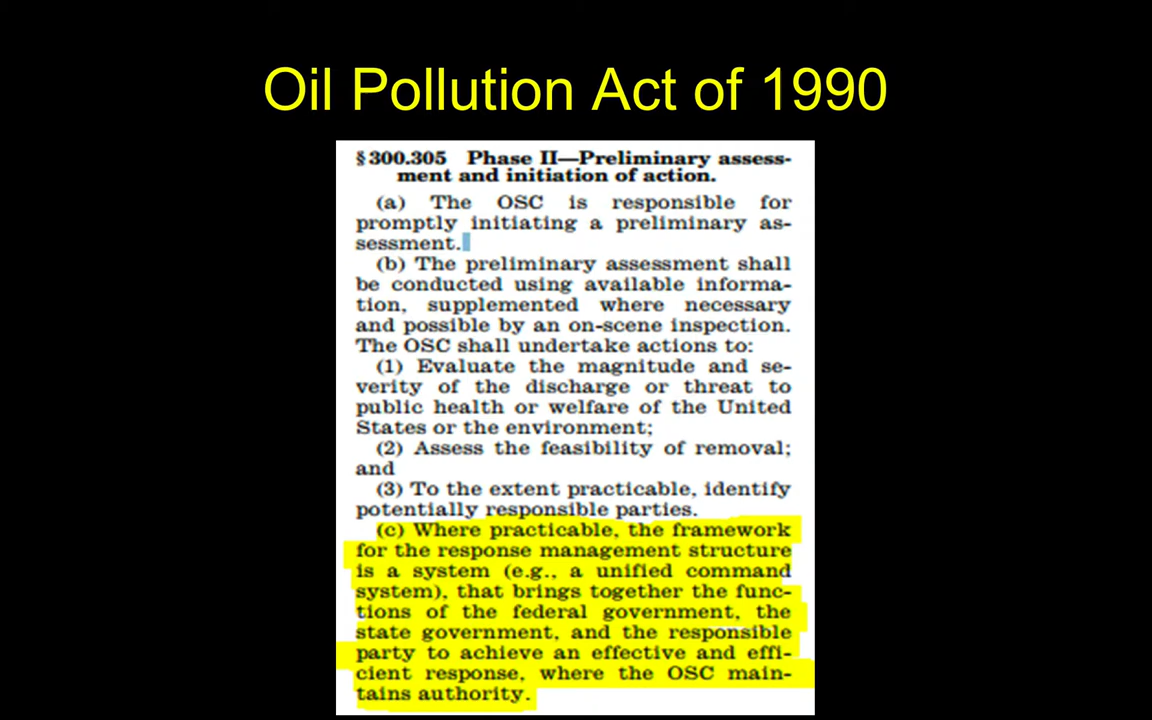 Oil Pollution Act of 1990
§300.305 Phase II—Preliminary assess-
ment and initiation of action.
(a) The OSC is responsible for
promptly initiating a preliminary as-
sessment.
(b) The preliminary assessment shall
be conducted using available informa-
tion, supplemented where necessary
and possible by an on-scene inspection.
The OSC shall undertake actions to:
(1) Evaluate the magnitude and se-
verity of the discharge or threat to
public health or welfare of the United
States or the environment;
(2) Assess the feasibility of removal;
and
(3) To the extent practicable, identify
potentially responsible parties.
(c) Where practicable, the framework
for the response management structure
is a system (e.g., a unified command
system), that brings together the func-
tions of the federal government, the
state government, and the responsible
party to achieve an effective and effi-
cient response, where the OSC main-
tains authority.